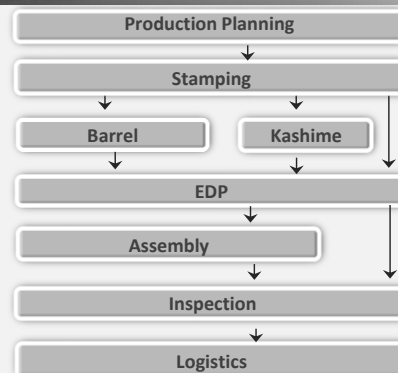 Production Planning
Stamping
Barrel
Kashime
EDP
Assembly
Inspection
Logistics